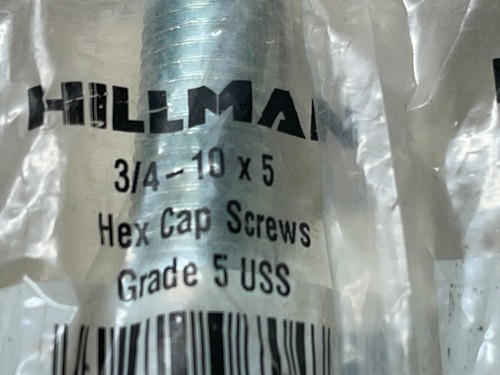 HILLMAN
3/4-10 x 5
Hex Cap Screws
Grade 5 USS